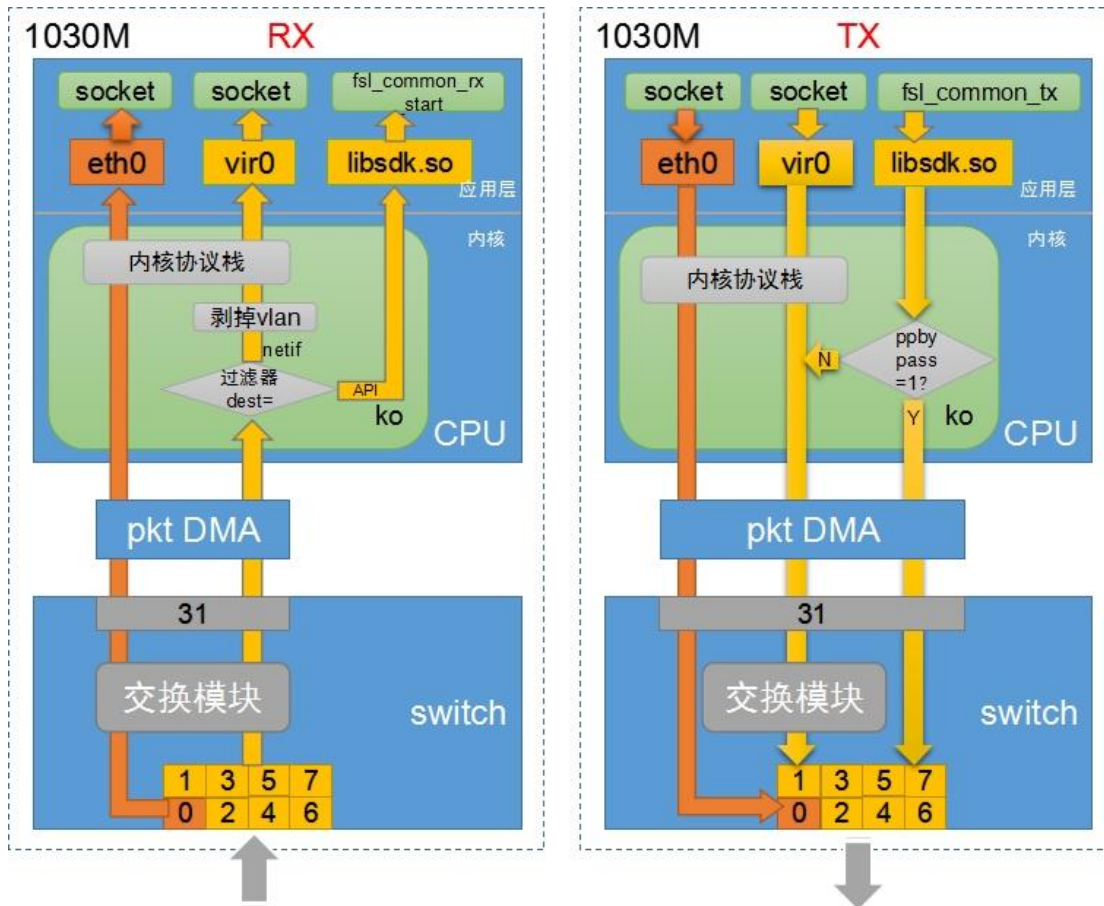 1030M RX
socket socket fsl_common_rx
_start
eth0 vir0 libsdk.so
应用层
内核
内核协议栈
剥掉vlan
netif
过滤器
dest=
API
ko
CPU
pkt DMA
31
交换模块
switch
1 3 5 7
0 2 4 6
1030M TX
socket socket fsl_common_tx
eth0 vir0 libsdk.so
应用层
内核
内核协议栈
ppby
pass
=1?
N
Y
ko
CPU
pkt DMA
31
交换模块
switch
1 3 5 7
0 2 4 6